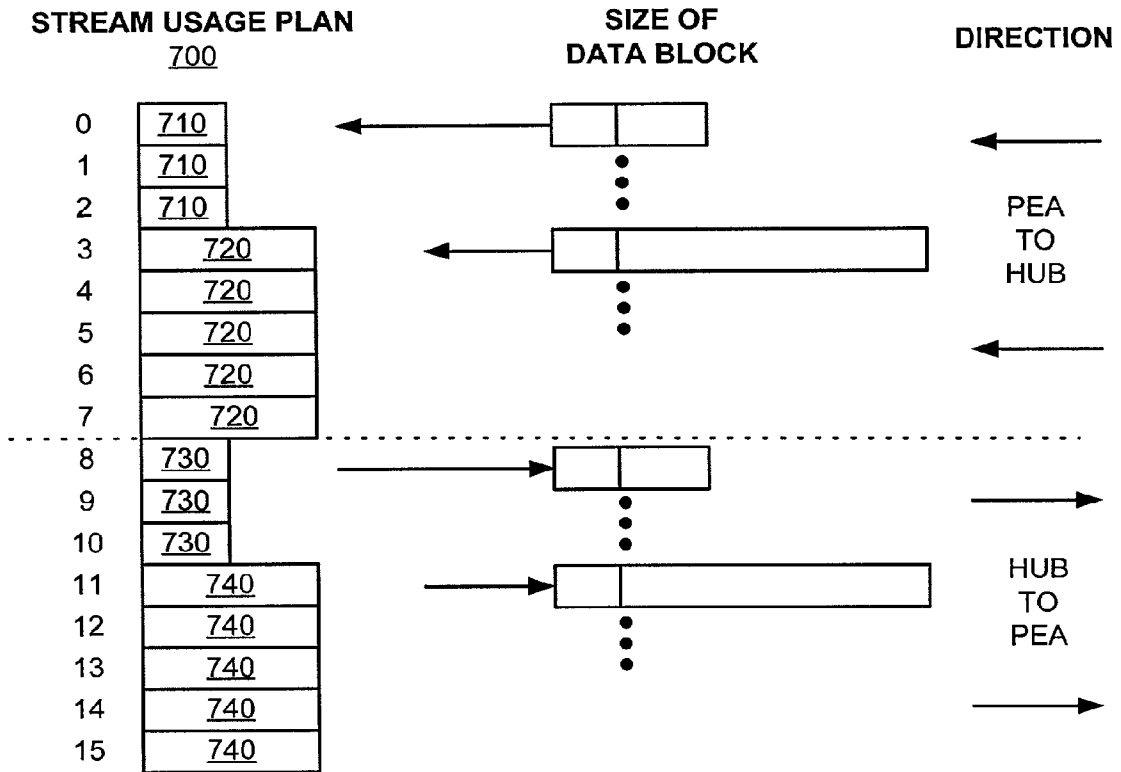 STREAM USAGE PLAN
700
SIZE OF
DATA BLOCK
DIRECTION
0 710
1 710
2 710
3 720
4 720
5 720
6 720
7 720
PEA
TO
HUB
8 730
9 730
10 730
11 740
12 740
13 740
14 740
15 740
HUB
TO
PEA